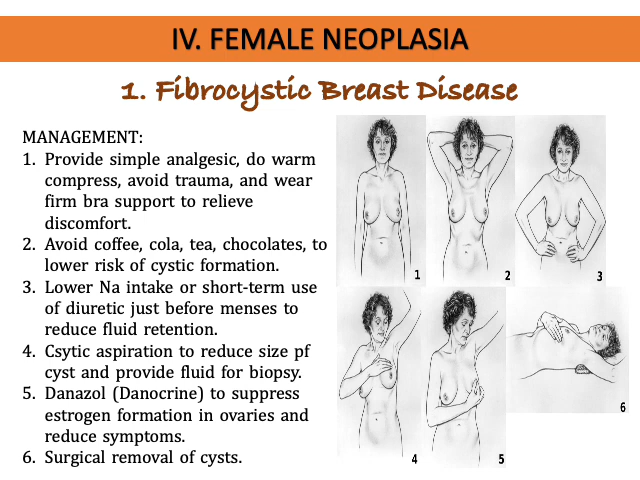 IV. FEMALE NEOPLASIA
1. Fibrocystic Breast Disease
MANAGEMENT:
1. Provide simple analgesic, do warm
compress, avoid trauma, and wear
firm bra support to relieve
discomfort.
2. Avoid coffee, cola, tea, chocolates, to
lower risk of cystic formation.
3. Lower Na intake or short-term use
of diuretic just before menses to
reduce fluid retention.
4. Csytic aspiration to reduce size pf
cyst and provide fluid for biopsy.
5. Danazol (Danocrine) to suppress
estrogen formation in ovaries and
reduce symptoms.
6. Surgical removal of cysts.
1
2
3
4
5
6